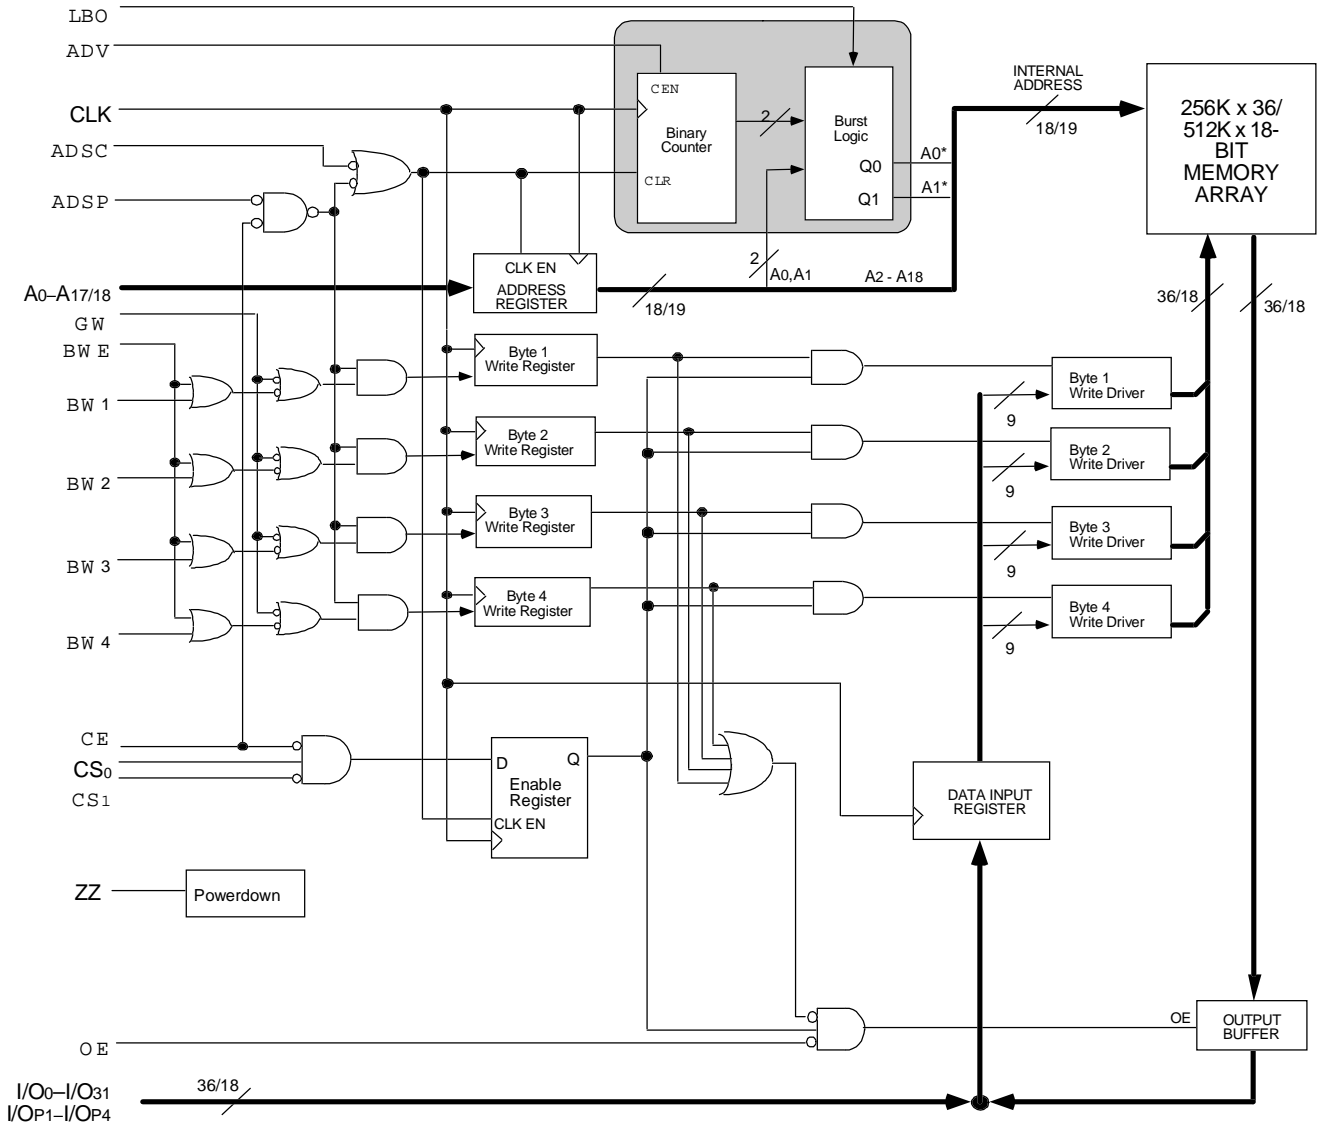 LBO
ADV
CLK
ADSC
ADSP
A0–A17/18
GW
BWE
BW1
BW2
BW3
BW4
CE
CS0
CS1
ZZ
OE
I/O0–I/O31
I/OP1–I/OP4
36/18
CEN
Binary
Counter
CLR
2
Burst
Logic
Q0
Q1
A0*
A1*
2
A0,A1
A2 - A18
INTERNAL
ADDRESS
18/19
256K x 36/
512K x 18-
BIT
MEMORY
ARRAY
CLK EN
ADDRESS
REGISTER
18/19
36/18
36/18
Byte 1
Write Register
Byte 2
Write Register
Byte 3
Write Register
Byte 4
Write Register
Byte 1
Write Driver
9
Byte 2
Write Driver
9
Byte 3
Write Driver
9
Byte 4
Write Driver
9
D
Q
Enable
Register
CLK EN
DATA INPUT
REGISTER
Powerdown
OE
OUTPUT
BUFFER